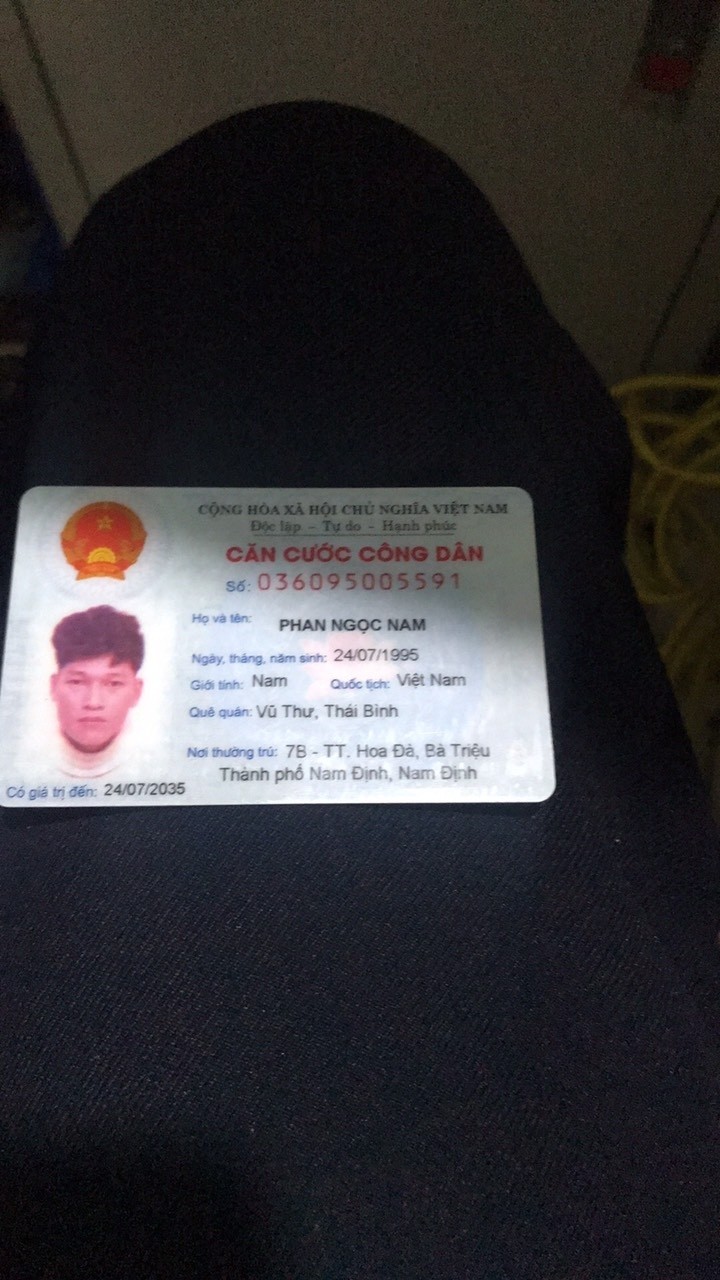 CỘNG HÒA XÃ HỘI CHỦ NGHĨA VIỆT NAM
Độc lập - Tự do - Hạnh phúc
CĂN CƯỚC CÔNG DÂN
Số: 036095005591
Họ và tên: PHAN NGỌC NAM
Ngày, tháng, năm sinh: 24/07/1995
Giới tính: Nam Quốc tịch: Việt Nam
Quê quán: Vũ Thư, Thái Bình
Nơi thường trú: 7B - TT. Hoa Đà, Bà Triệu
Thành phố Nam Định, Nam Định
Có giá trị đến: 24/07/2035